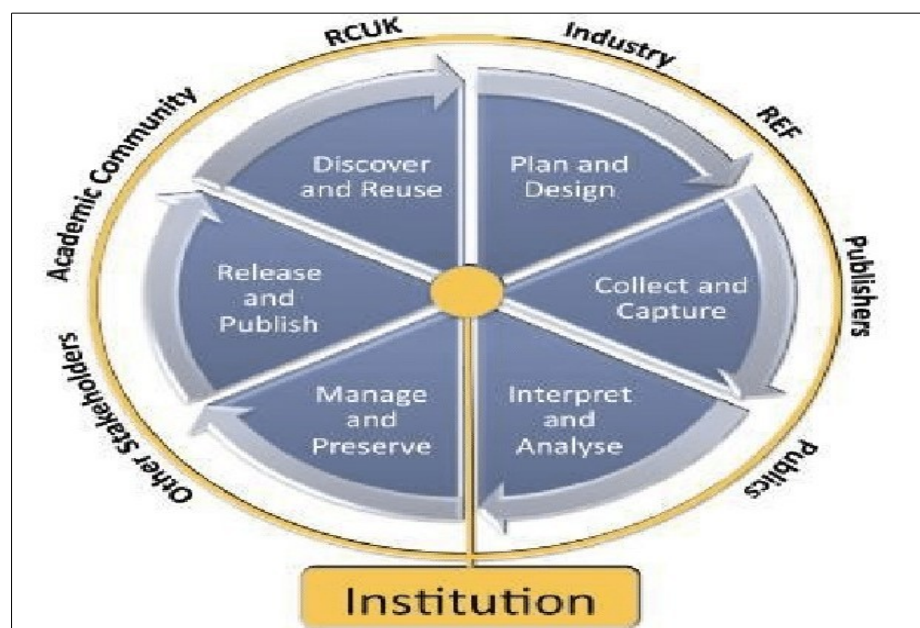 RCUK
Industry
REF
Publishers
Publics
Other Stakeholders
Academic Community
Discover
and Reuse
Plan and
Design
Collect and
Capture
Interpret and
Analyse
Manage
and
Preserve
Release
and
Publish
Institution